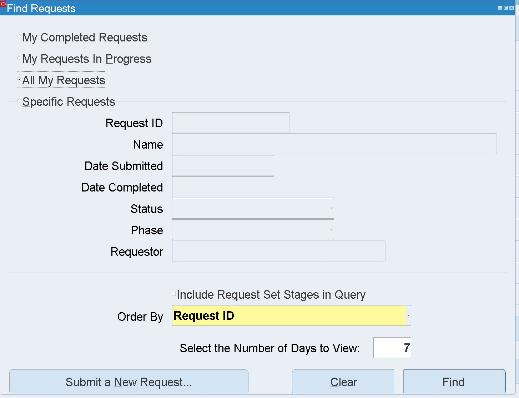 Find Requests
My Completed Requests
My Requests In Progress
All My Requests
Specific Requests
Request ID
Name
Date Submitted
Date Completed
Status
Phase
Requestor
Include Request Set Stages in Query
Order By Request ID
Select the Number of Days to View: 7
Submit a New Request... Clear Find